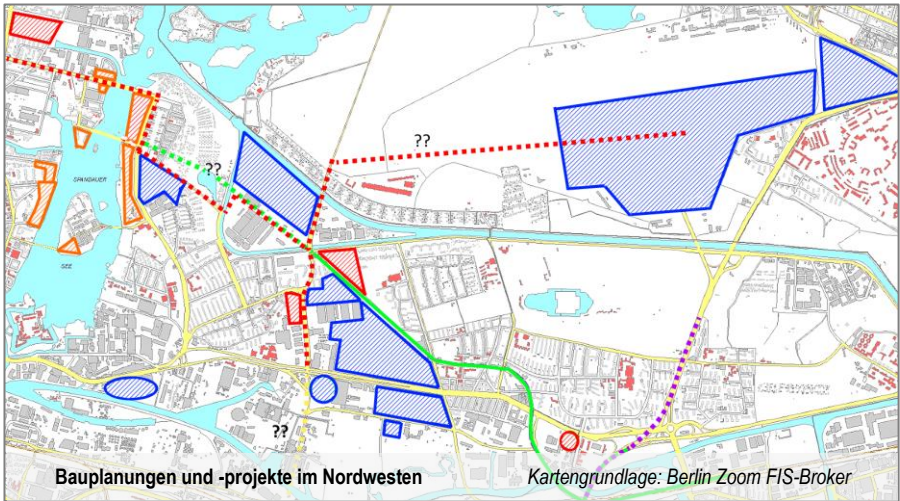 ??
??
SPANDAUER
SEE
??
Bauplanungen und -projekte im Nordwesten
Kartengrundlage: Berlin Zoom FIS-Broker